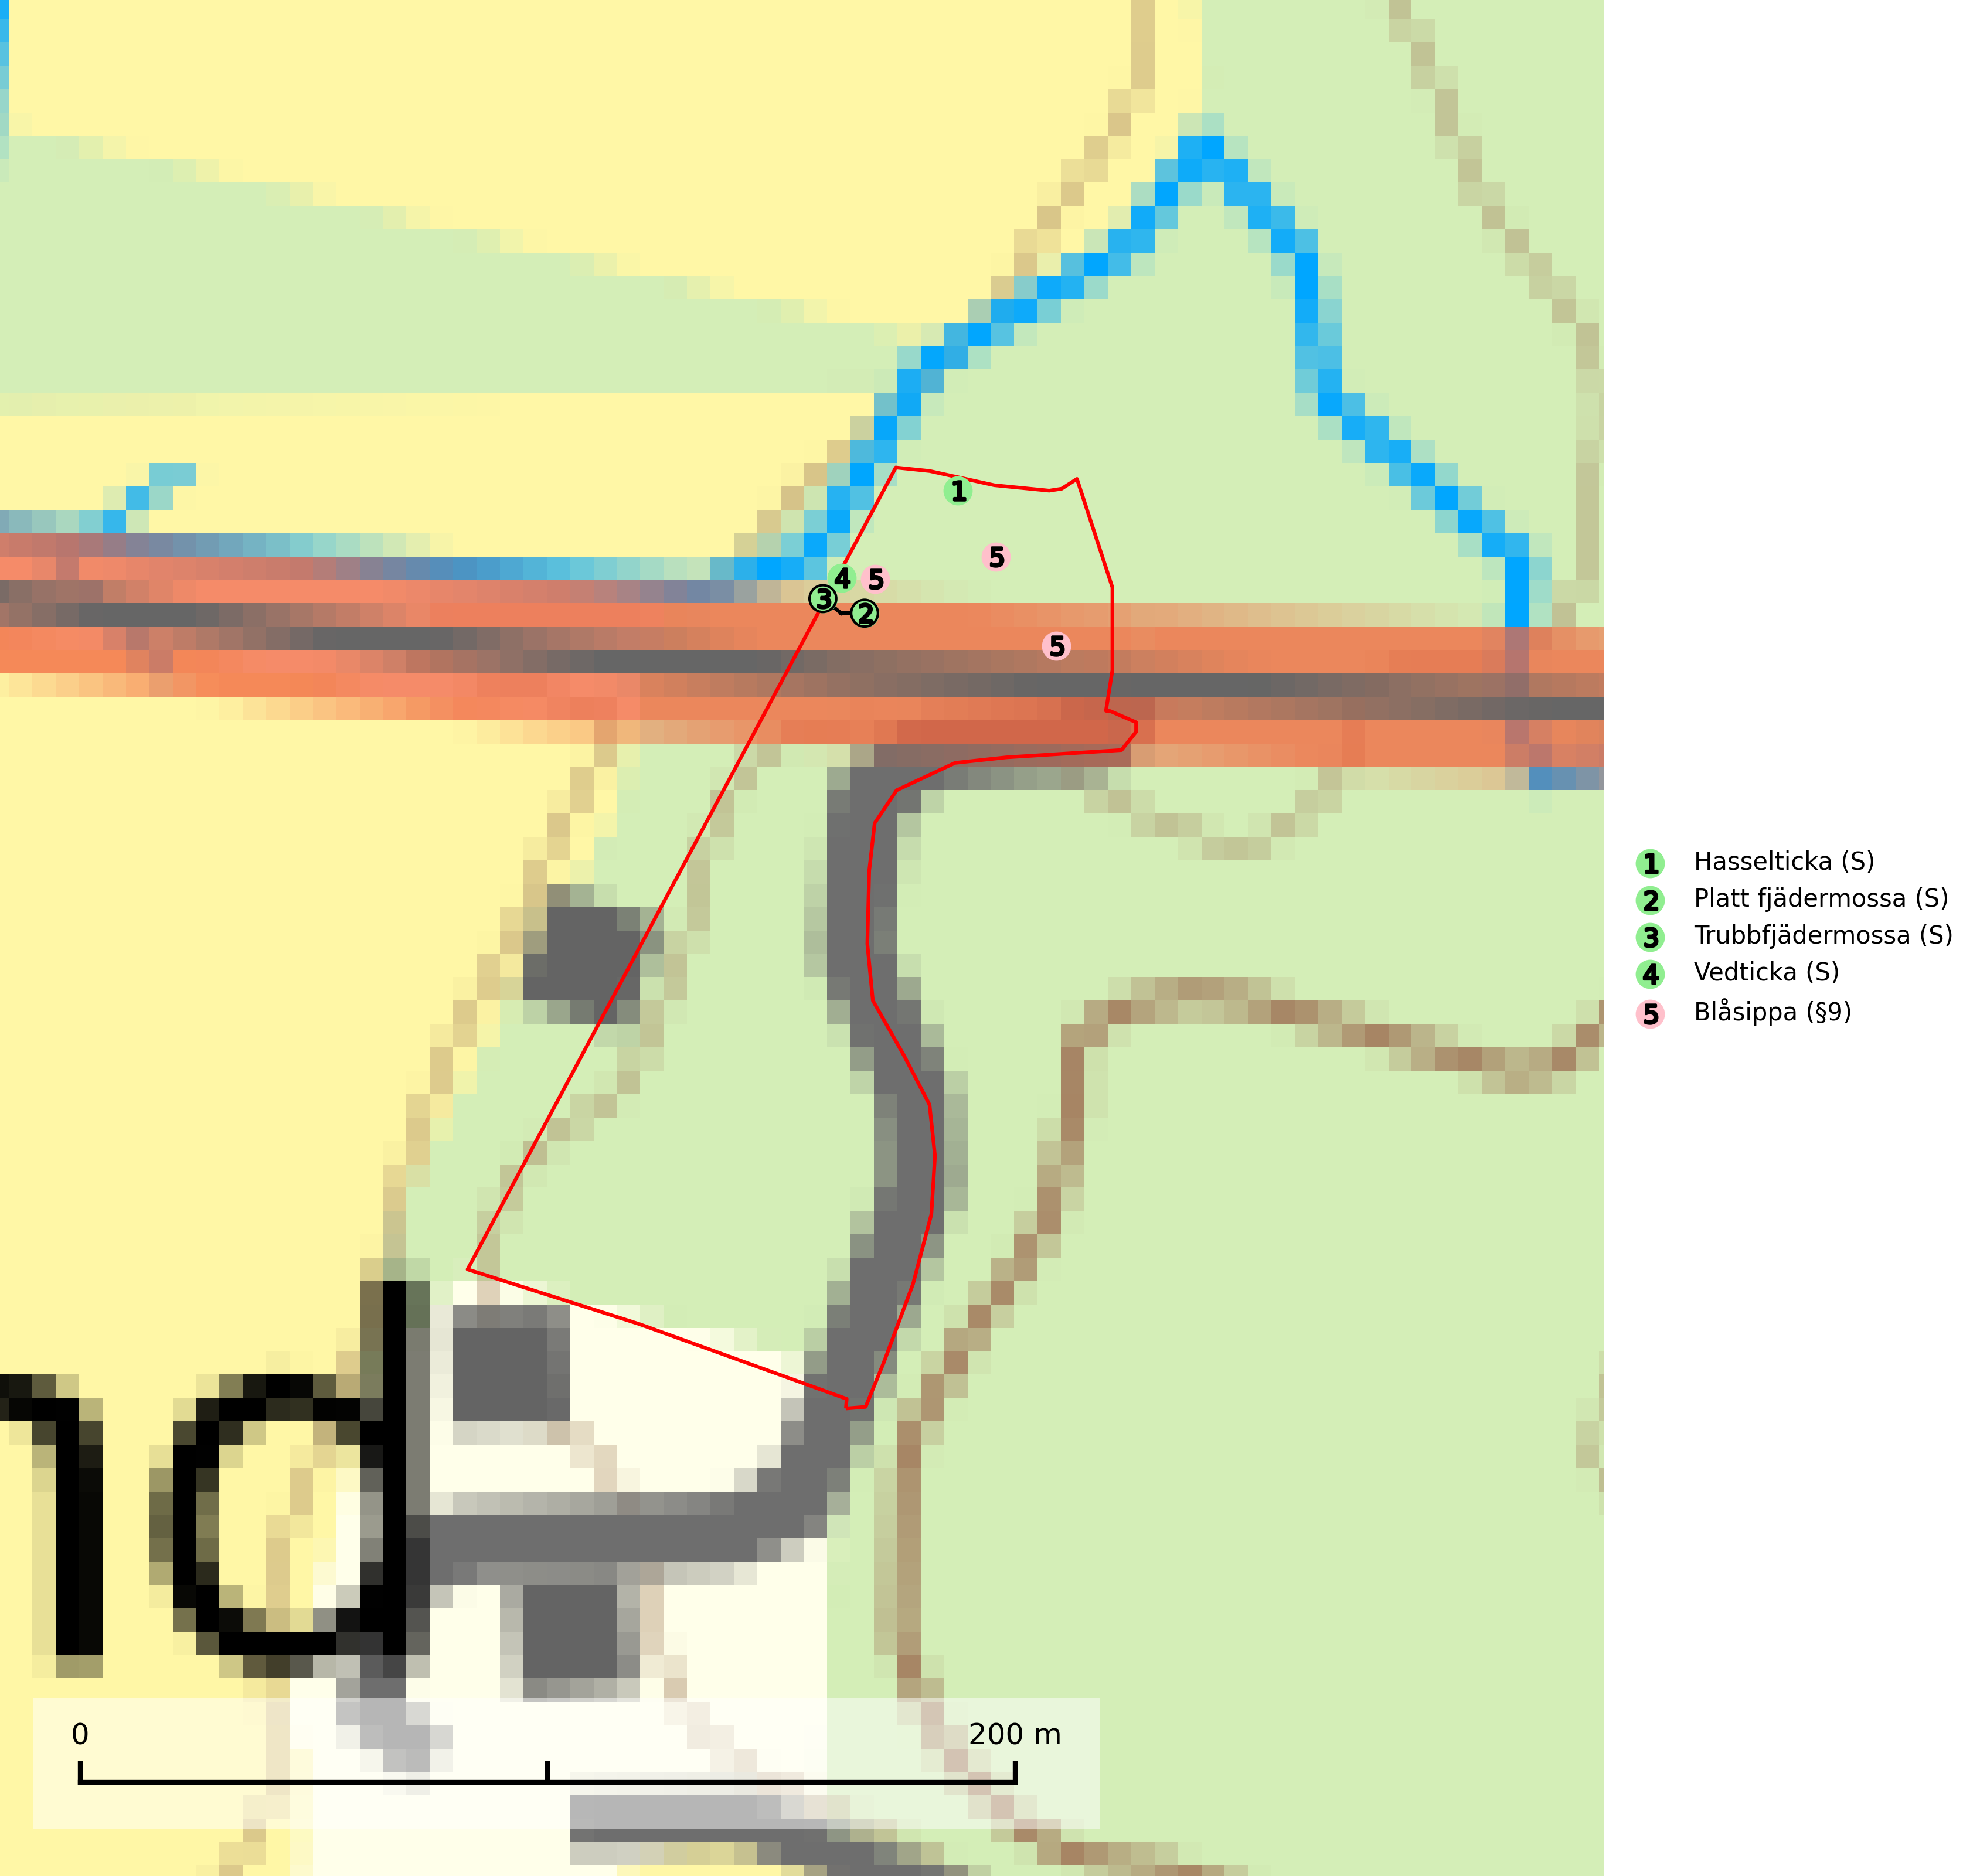 1
5
4
5
3
2
5
1 Hasselticka (S)
2 Platt fjädermossa (S)
3 Trubbfjädermossa (S)
4 Vedticka (S)
5 Blåsippa (§9)
0 200 m